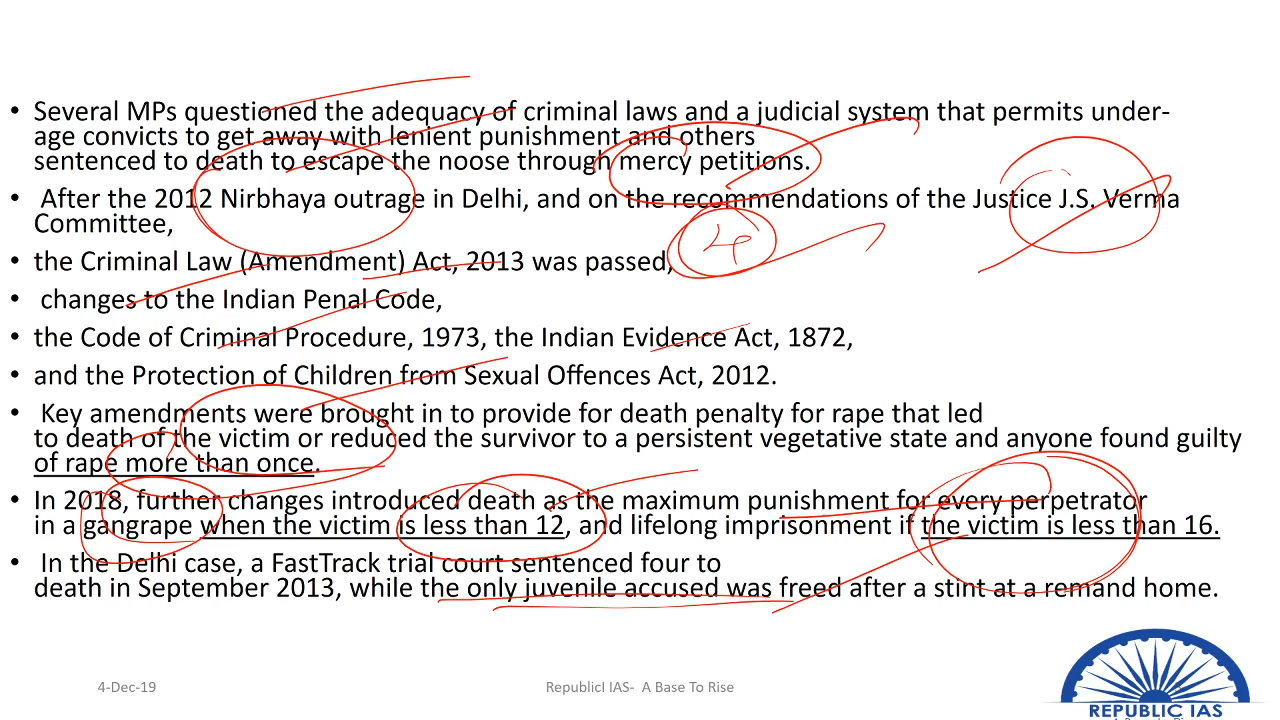 • Several MPs questioned the adequacy of criminal laws and a judicial system that permits under-
age convicts to get away with lenient punishment and others
sentenced to death to escape the noose through mercy petitions.
• After the 2012 Nirbhaya outrage in Delhi, and on the recommendations of the Justice J.S. Verma
Committee,
• the Criminal Law (Amendment) Act, 2013 was passed,
• changes to the Indian Penal Code,
• the Code of Criminal Procedure, 1973, the Indian Evidence Act, 1872,
• and the Protection of Children from Sexual Offences Act, 2012.
• Key amendments were brought in to provide for death penalty for rape that led
to death of the victim or reduced the survivor to a persistent vegetative state and anyone found guilty
of rape more than once.
• In 2018, further changes introduced death as the maximum punishment for every perpetrator
in a gangrape when the victim is less than 12, and lifelong imprisonment if the victim is less than 16.
• In the Delhi case, a FastTrack trial court sentenced four to
death in September 2013, while the only juvenile accused was freed after a stint at a remand home.
4-Dec-19
RepublicI IAS- A Base To Rise
REPUBLIC IAS